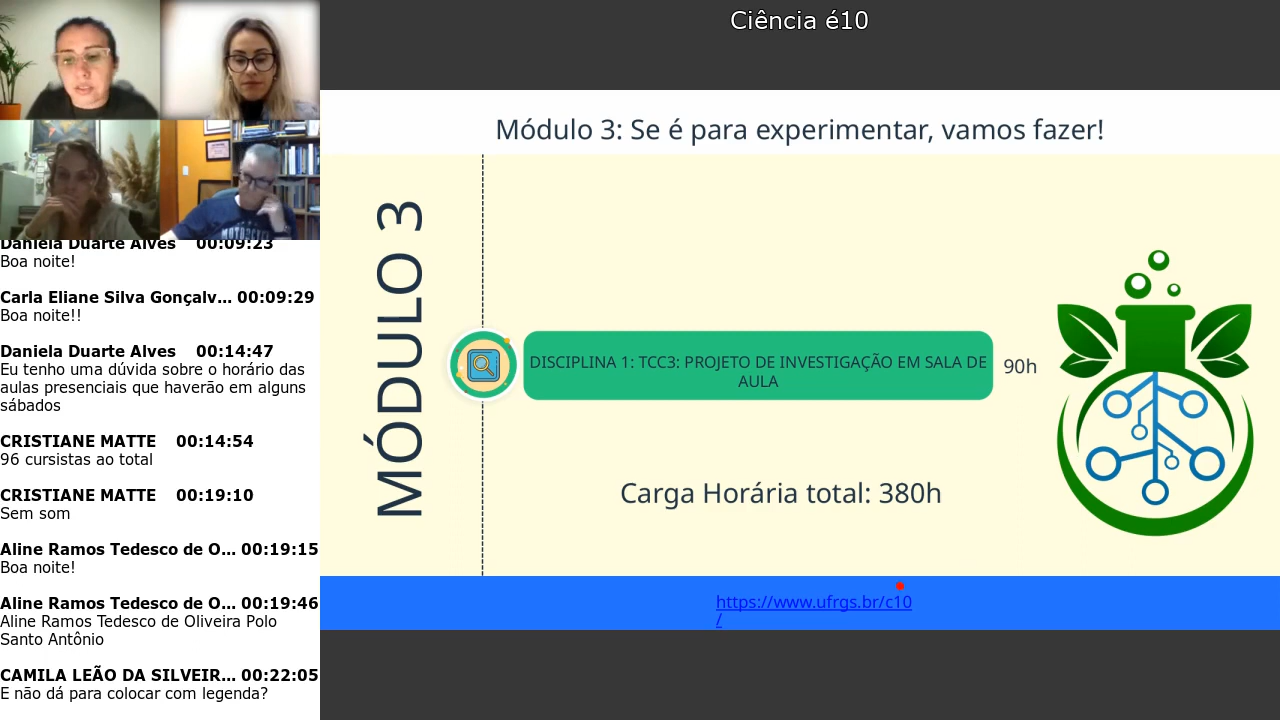 Ciência é10
Módulo 3: Se é para experimentar, vamos fazer!
MÓDULO 3
DISCIPLINA 1: TCC3: PROJETO DE INVESTIGAÇÃO EM SALA DE
AULA
90h
Carga Horária total: 380h
https://www.ufrgs.br/c10
/
Daniela Duarte Alves 00:09:23
Boa noite!
Carla Eliane Silva Gonçalv... 00:09:29
Boa noite!!
Daniela Duarte Alves 00:14:47
Eu tenho uma dúvida sobre o horário das
aulas presenciais que haverão em alguns
sábados
CRISTIANE MATTE 00:14:54
96 cursistas ao total
CRISTIANE MATTE 00:19:10
Sem som
Aline Ramos Tedesco de O... 00:19:15
Boa noite!
Aline Ramos Tedesco de O... 00:19:46
Aline Ramos Tedesco de Oliveira Polo
Santo Antônio
CAMILA LEÃO DA SILVEIR... 00:22:05
E não dá para colocar com legenda?